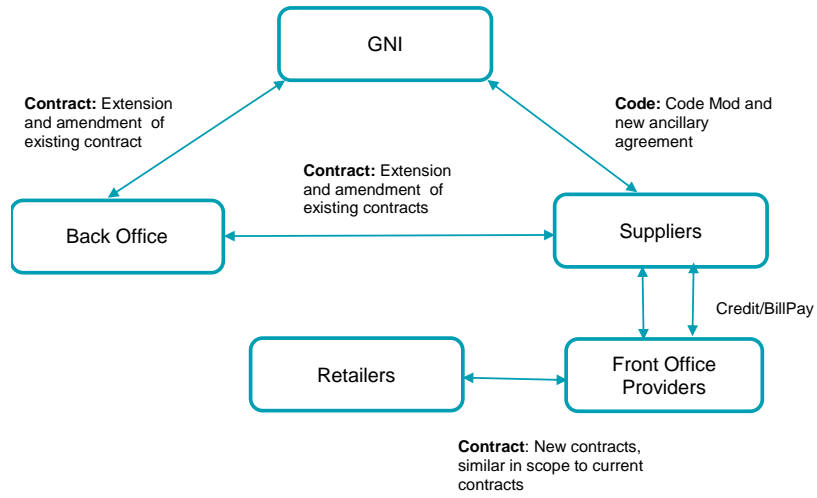 GNI
Contract: Extension
and amendment of
existing contract
Code: Code Mod and
new ancillary
agreement
Contract: Extension
and amendment of
existing contracts
Back Office
Suppliers
Credit/BillPay
Retailers
Front Office
Providers
Contract: New contracts,
similar in scope to current
contracts